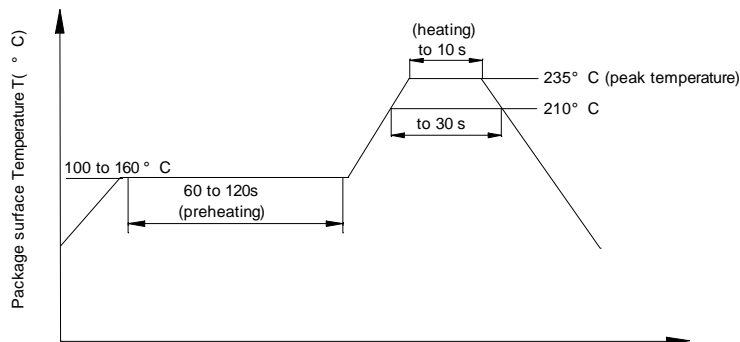 (heating)
to 10 s
235° C (peak temperature)
210° C
to 30 s
100 to 160° C
60 to 120s
(preheating)
Package surface Temperature T( ° C)